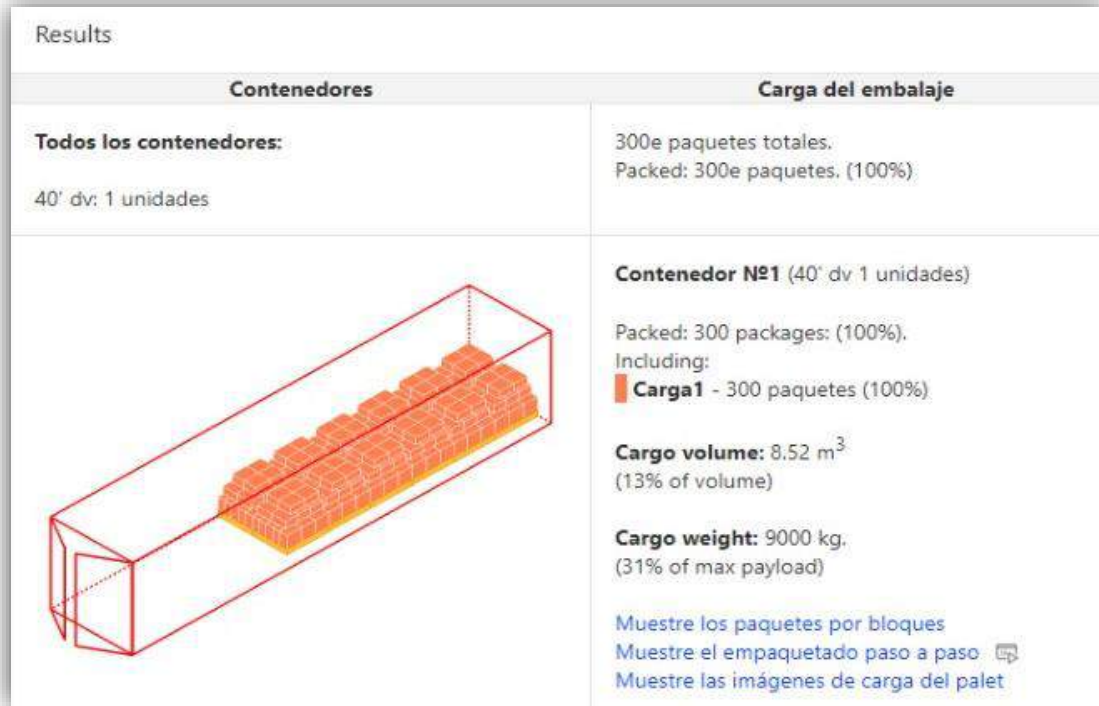 Results
Contenedores
Carga del embalaje
Todos los contenedores:
40' dv: 1 unidades
300e paquetes totales.
Packed: 300e paquetes. (100%)
Contenedor Nº1 (40' dv 1 unidades)
Packed: 300 packages: (100%).
Including:
Carga1 - 300 paquetes (100%)
Cargo volume: 8.52 m³
(13% of volume)
Cargo weight: 9000 kg.
(31% of max payload)
Muestre los paquetes por bloques
Muestre el empaquetado paso a paso
Muestre las imágenes de carga del palet